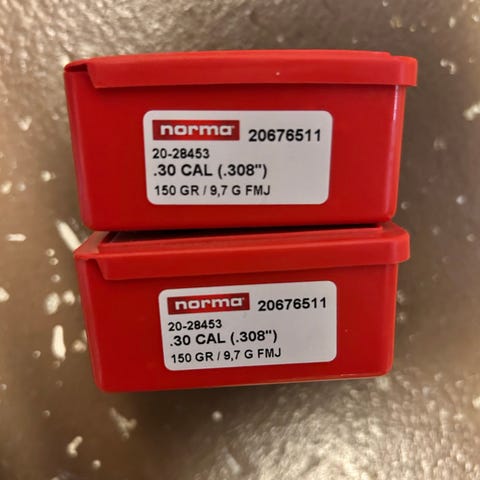 norma 20676511
20-28453
.30 CAL (.308")
150 GR / 9,7 G FMJ
norma 20676511
20-28453
.30 CAL (.308")
150 GR / 9,7 G FMJ